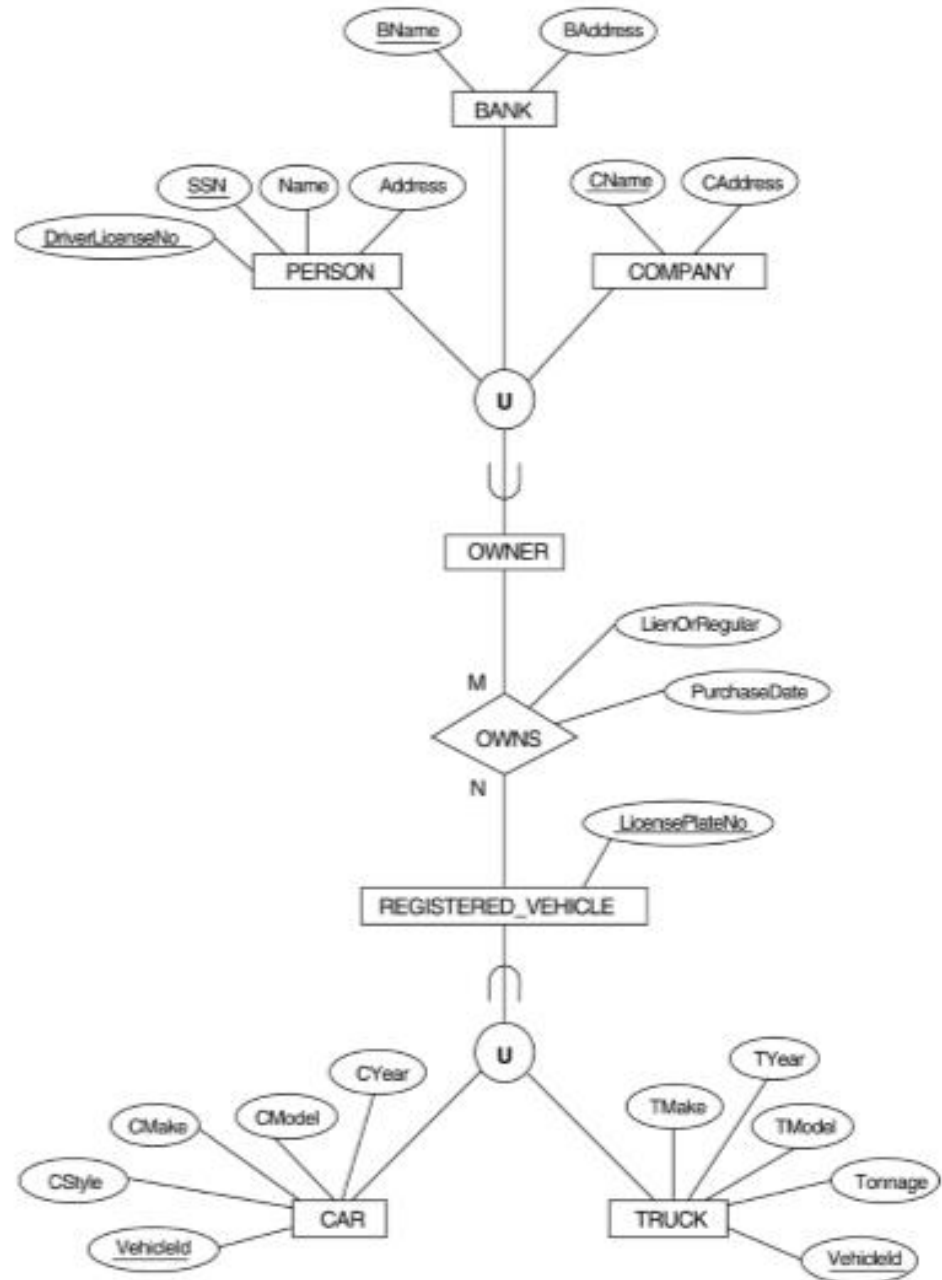 BName
BAddress
BANK
SSN
Name
Address
CName
CAddress
DriverLicenseNo
PERSON
COMPANY
U
OWNER
LienOrRegular
M
PurchaseDate
OWNS
N
LicensePlateNo
REGISTERED_VEHICLE
U
TYear
CYear
TMake
CModel
CMake
TModel
CStyle
Tonnage
CAR
TRUCK
VehicleId
VehicleId